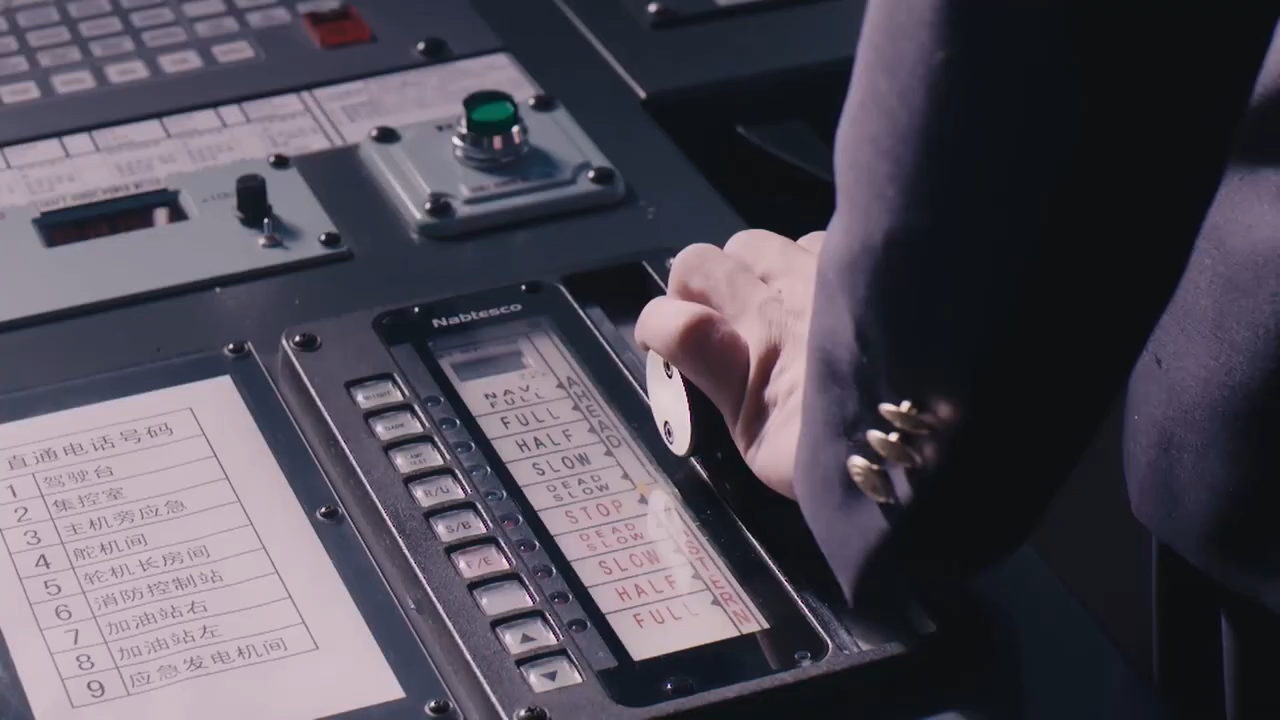 Nabtesco
NAV.
FULL
FULL
HALF
SLOW
DEAD
SLOW
STOP
DEAD
SLOW
SLOW
HALF
FULL
AHEAD
ASTERN
DARK
LAMP
TEST
R/U
S/B
F/E
▲
▼
直通电话号码
1 驾驶台
2 集控室
3 主机旁应急
4 舵机间
5 轮机长房间
6 消防控制站
7 加油站右
8 加油站左
9 应急发电机间